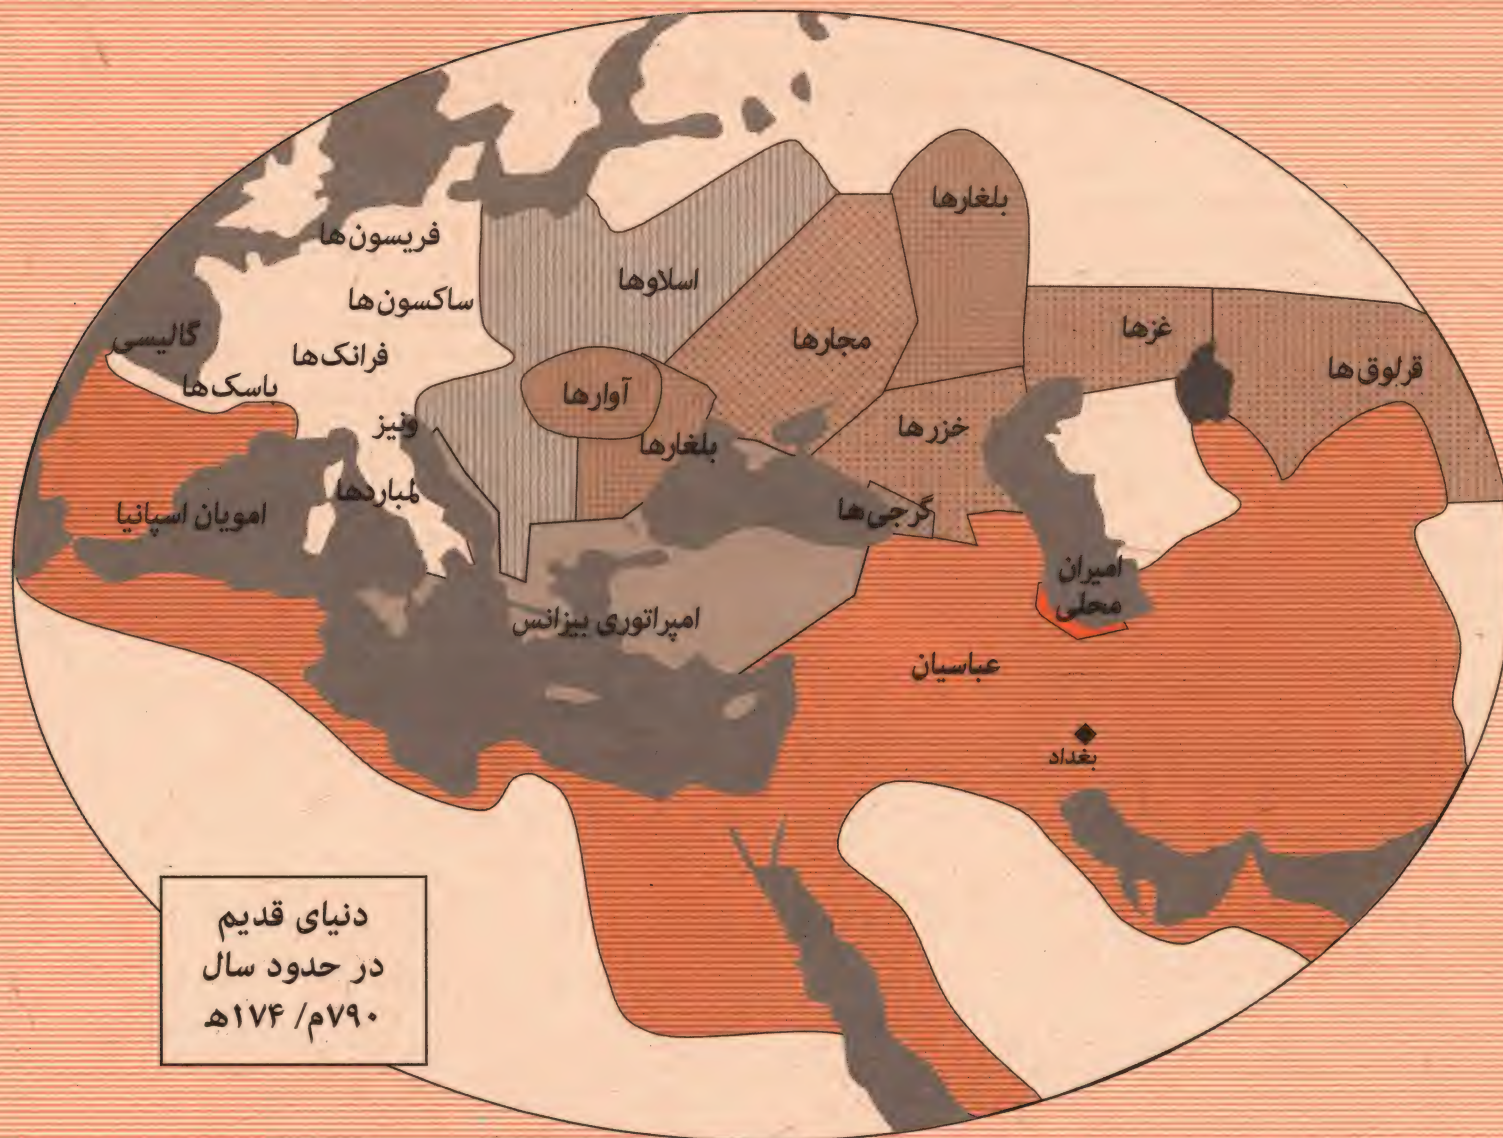 بلغارها
فریسون‌ها
اسلاوها
ساکسون‌ها
غزها
گالیسی
مجارها
فرانک‌ها
قرلوق‌ها
باسک‌ها
آوارها
ونیز
خزرها
بلغارها
لمباردها
امویان اسپانیا
گرجی‌ها
امیران
محلی
امپراتوری بیزانس
عباسیان
بغداد
دنیای قدیم
در حدود سال
۷۹۰م/ ۱۷۴ه